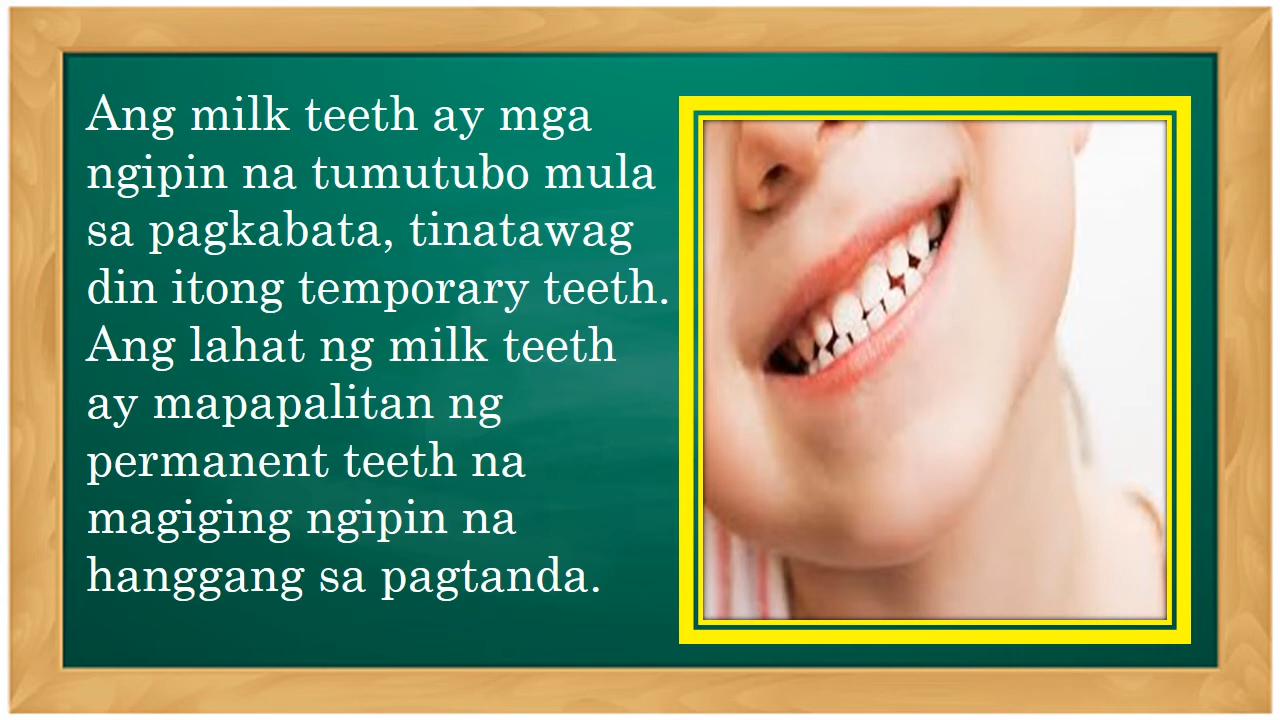 Ang milk teeth ay mga
ngipin na tumutubo mula
sa pagkabata, tinatawag
din itong temporary teeth.
Ang lahat ng milk teeth
ay mapapalitan ng
permanent teeth na
magiging ngipin na
hanggang sa pagtanda.